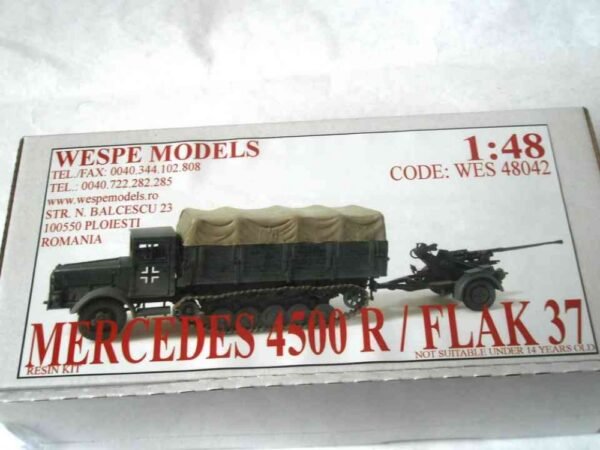 WESPE MODELS
TEL./FAX: 0040.344.102.808
TEL.: 0040.722.282.285
www.wespemodels.ro
STR. N. BALCESCU 23
100550 PLOIESTI
ROMANIA
1:48
CODE: WES 48042
MERCEDES 4500 R / FLAK 37
RESIN KIT
NOT SUITABLE UNDER 14 YEARS OLD